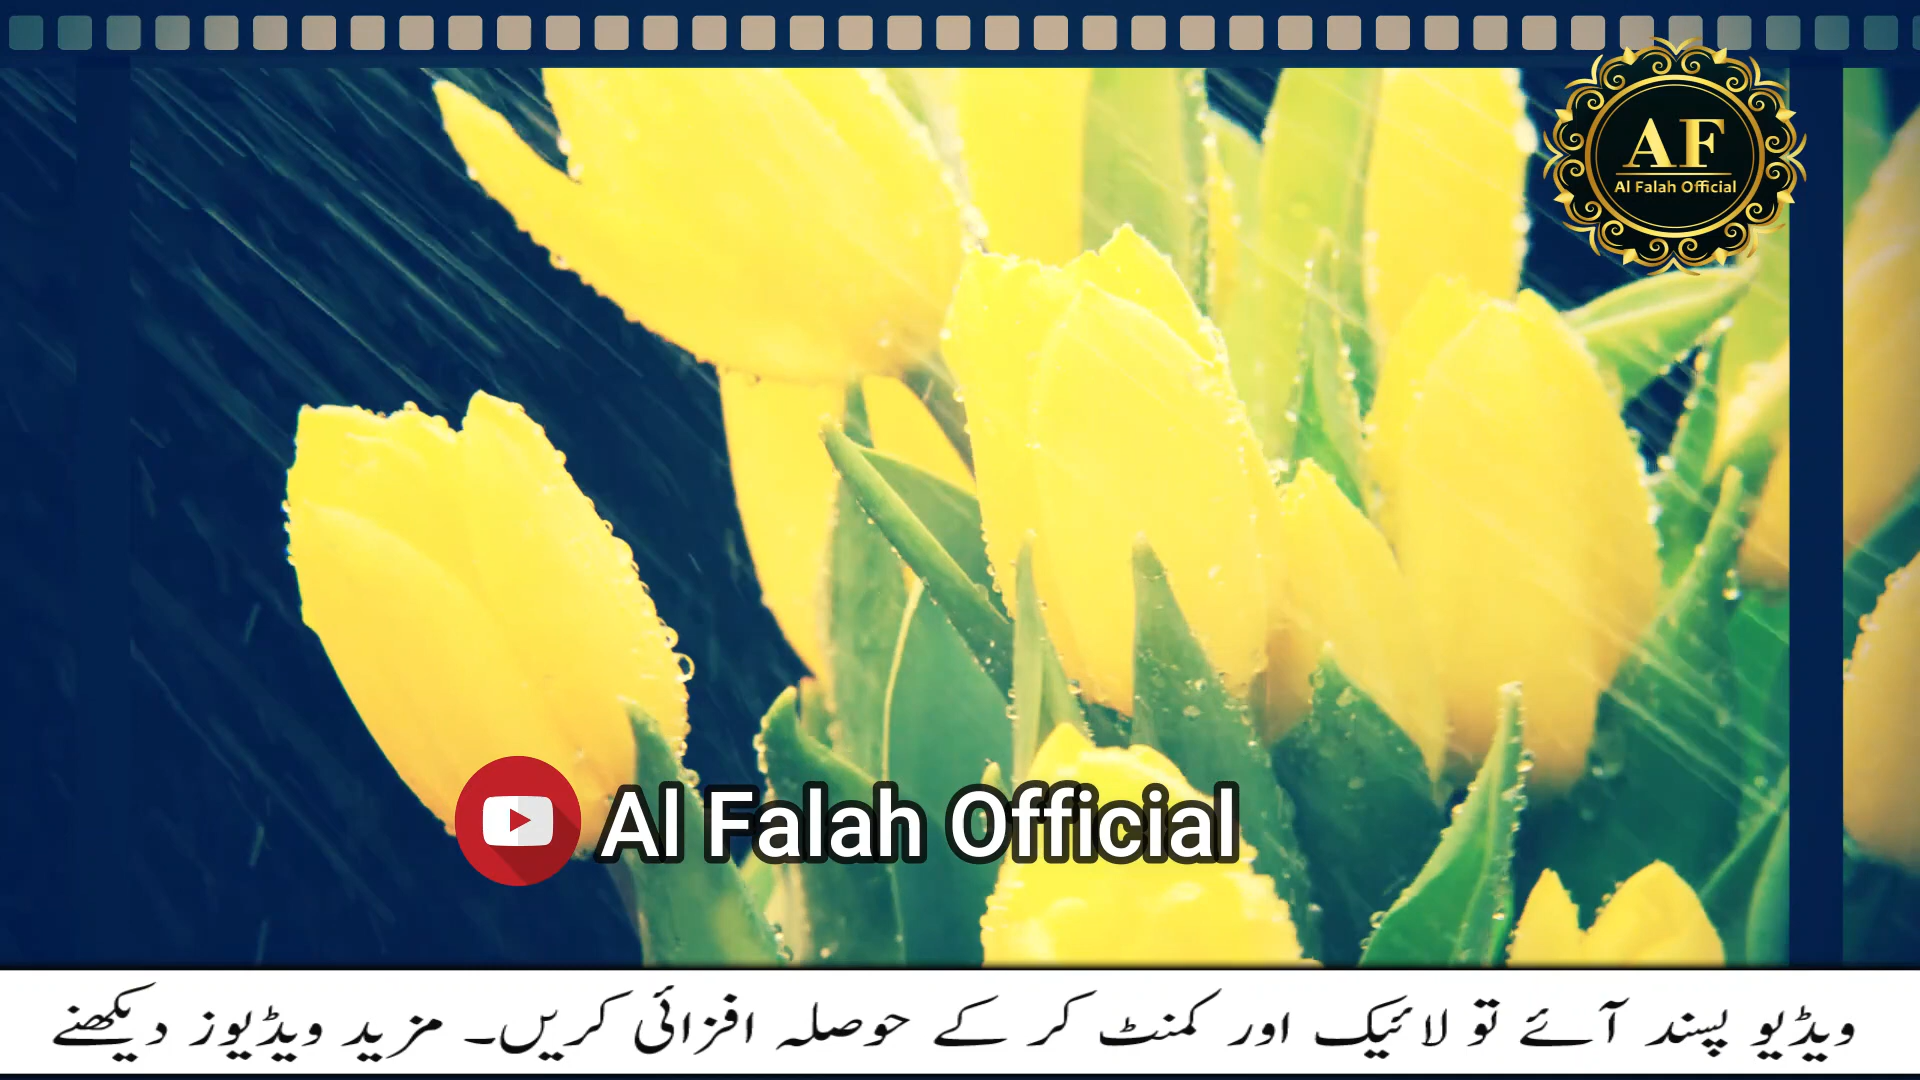 AF
Al Falah Official
Al Falah Official
ویڈیو پسند آئے تو لائیک اور کمنٹ کر کے حوصلہ افزائی کریں۔ مزید ویڈیوز دیکھنے